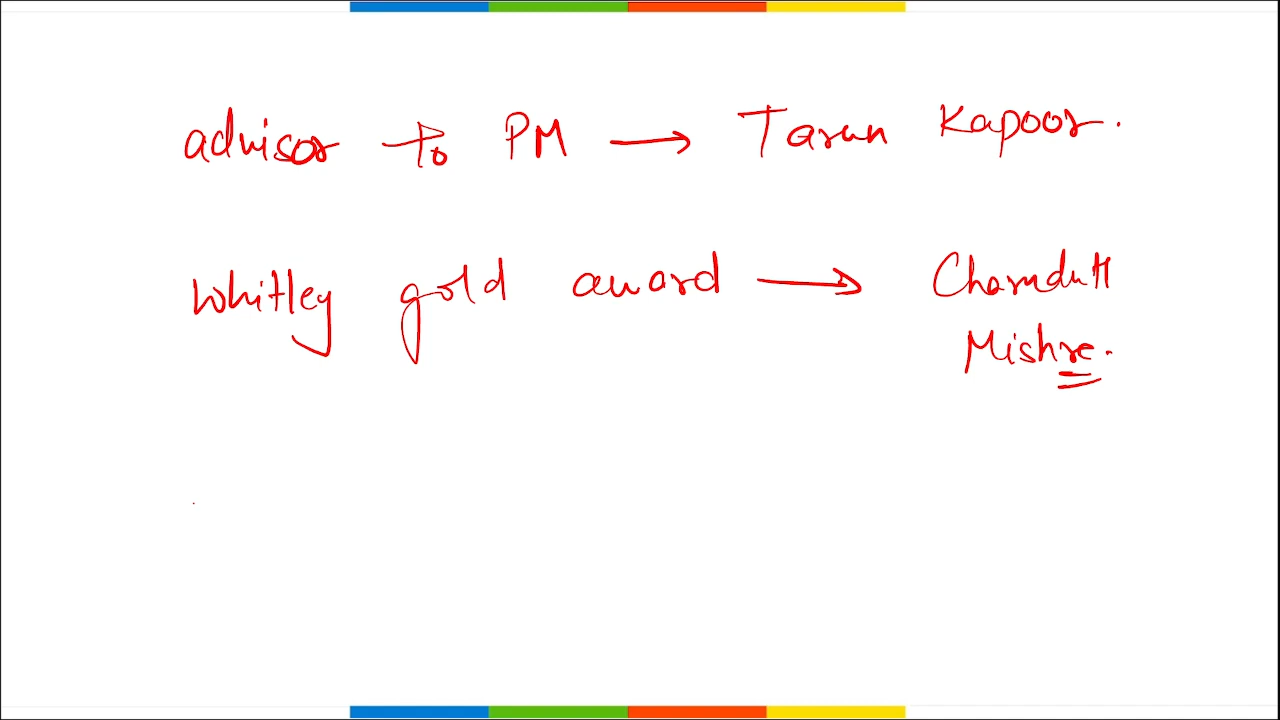 advisor to PM → Tarun Kapoor.
Whitley gold award → Charudutt
Mishra.